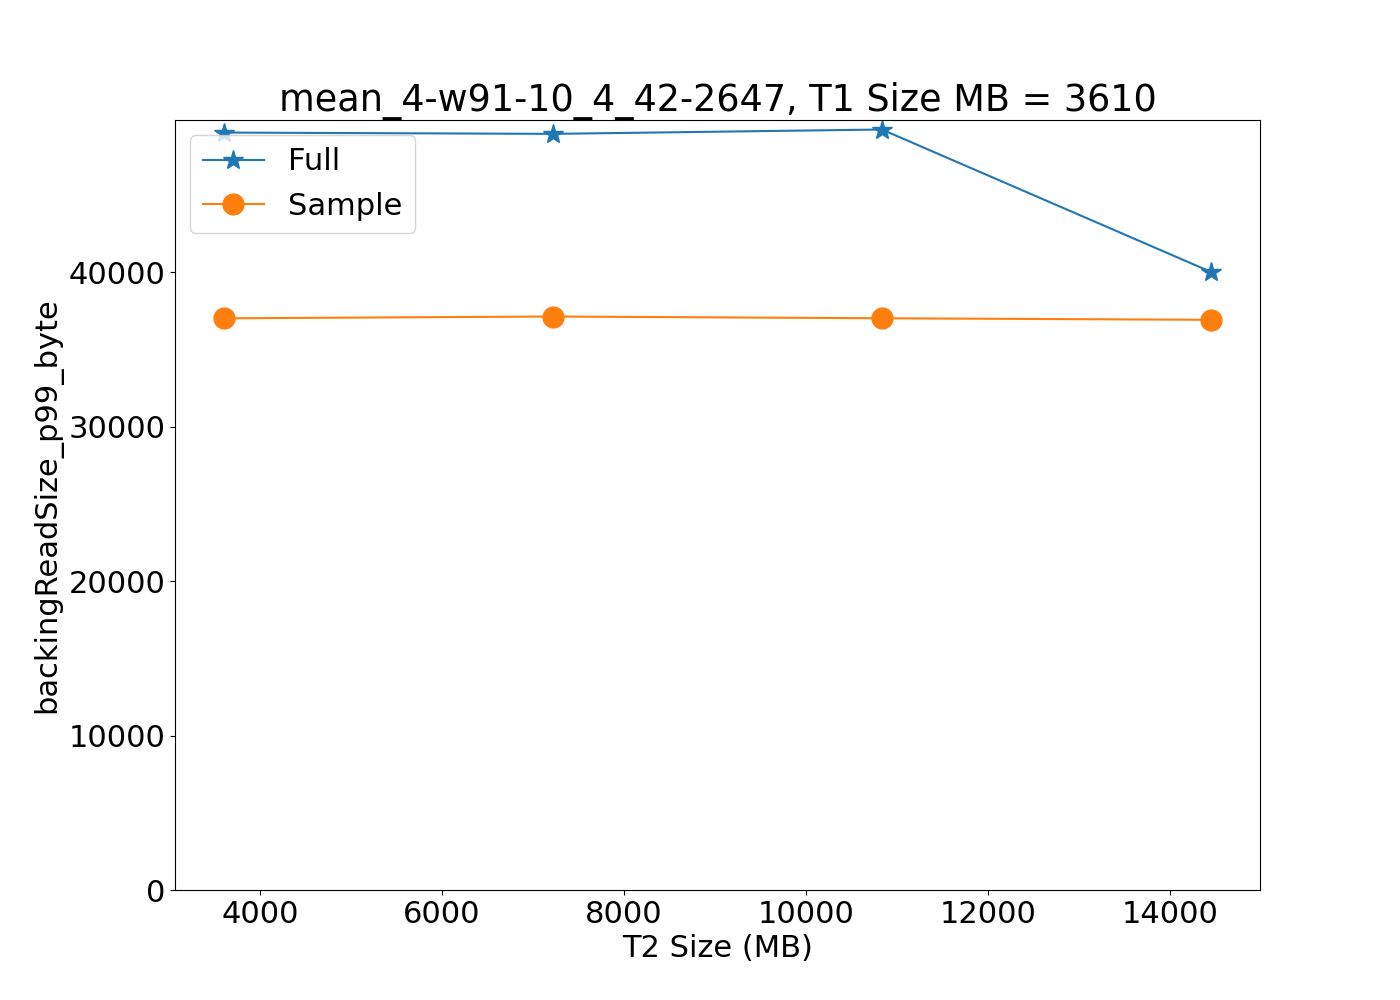 mean_4-w91-10_4_42-2647, T1 Size MB = 3610
Full
Sample
backingReadSize_p99_byte
40000
30000
20000
10000
0
4000 6000 8000 10000 12000 14000
T2 Size (MB)